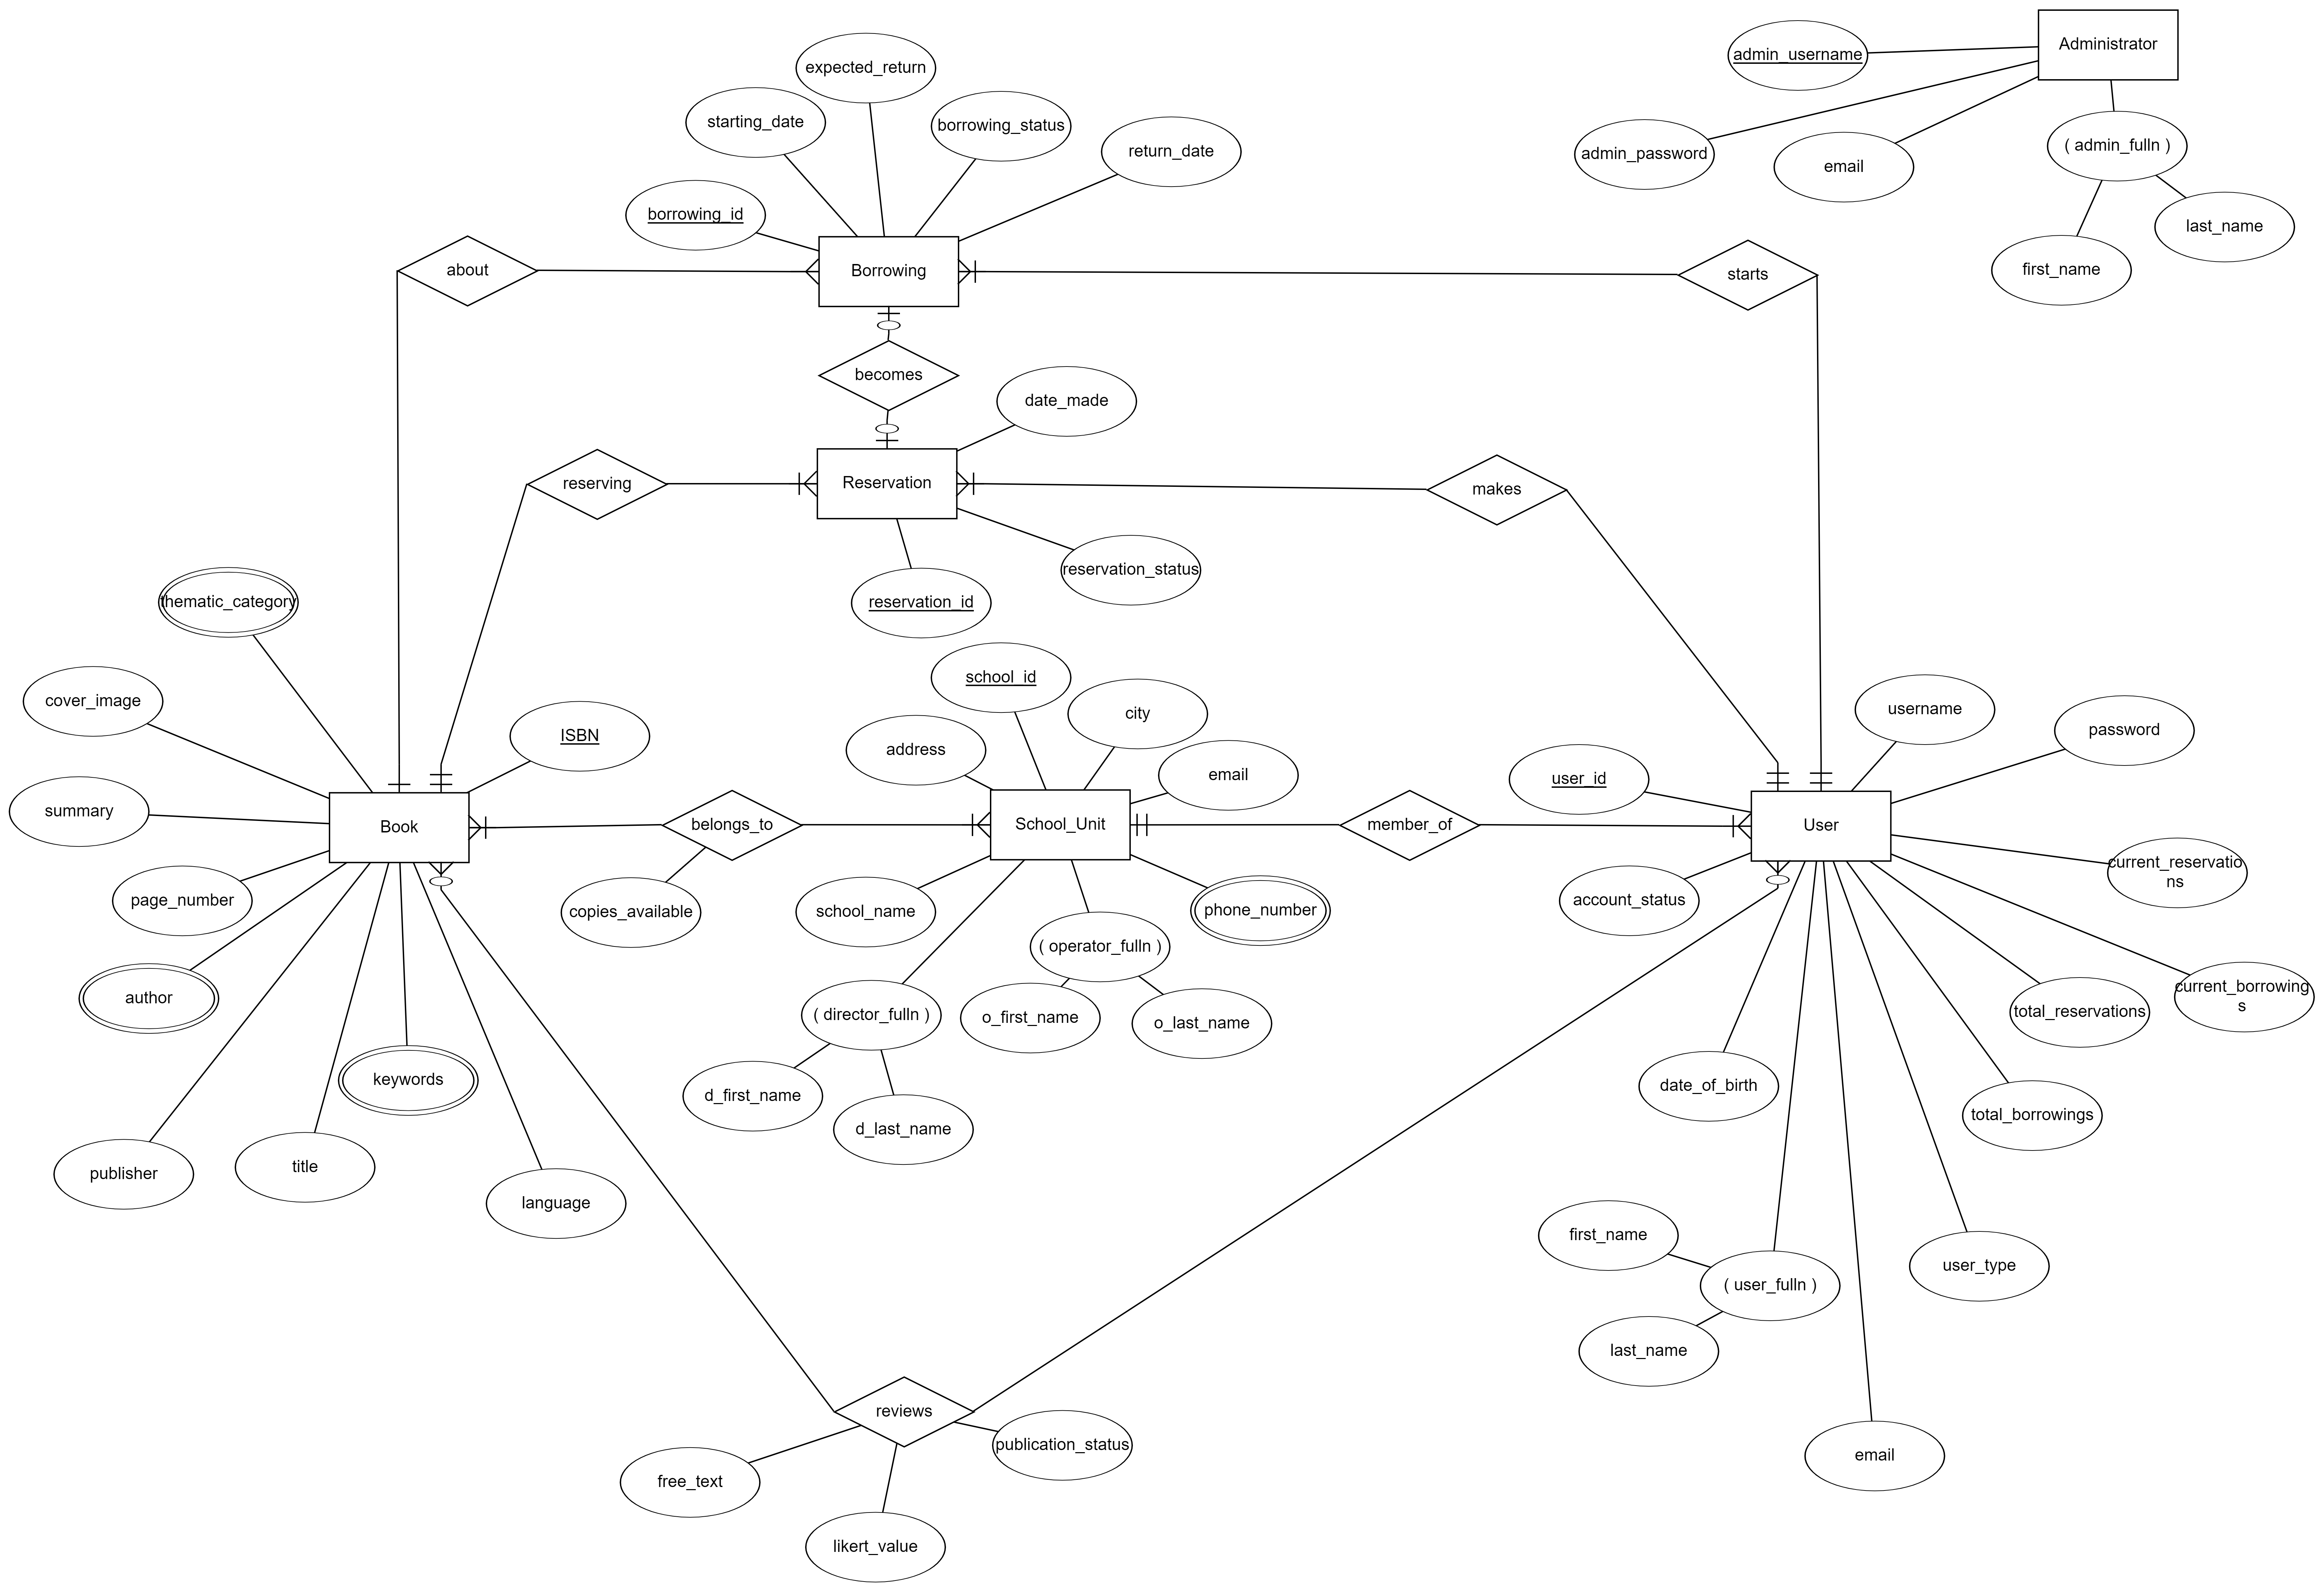 Administrator
admin_username
expected_return
starting_date
borrowing_status
return_date
admin_password
email
( admin_fulln )
borrowing_id
last_name
first_name
about
Borrowing
starts
becomes
date_made
reserving
Reservation
makes
reservation_status
thematic_category
reservation_id
school_id
cover_image
city
username
ISBN
address
password
email
user_id
summary
Book
belongs_to
School_Unit
member_of
User
current_reservatio
ns
page_number
copies_available
school_name
phone_number
account_status
( operator_fulln )
author
current_borrowing
s
( director_fulln )
o_first_name
o_last_name
total_reservations
keywords
d_first_name
date_of_birth
d_last_name
total_borrowings
publisher
title
language
first_name
user_type
( user_fulln )
last_name
reviews
publication_status
email
free_text
likert_value